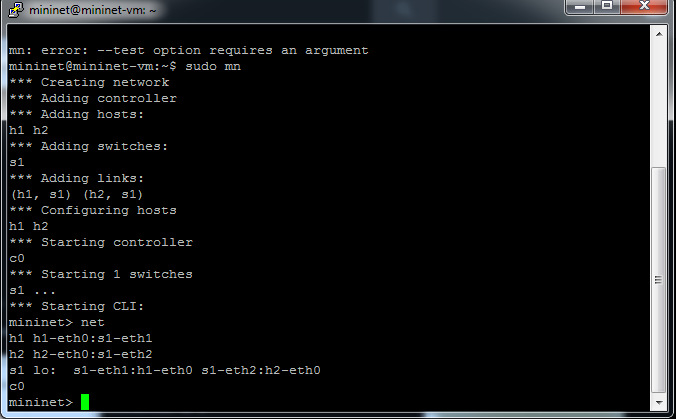 mininet@mininet-vm: ~
mn: error: --test option requires an argument
mininet@mininet-vm:~$ sudo mn
*** Creating network
*** Adding controller
*** Adding hosts:
h1 h2
*** Adding switches:
s1
*** Adding links:
(h1, s1) (h2, s1)
*** Configuring hosts
h1 h2
*** Starting controller
c0
*** Starting 1 switches
s1 ...
*** Starting CLI:
mininet> net
h1 h1-eth0:s1-eth1
h2 h2-eth0:s1-eth2
s1 lo:  s1-eth1:h1-eth0 s1-eth2:h2-eth0
c0
mininet>